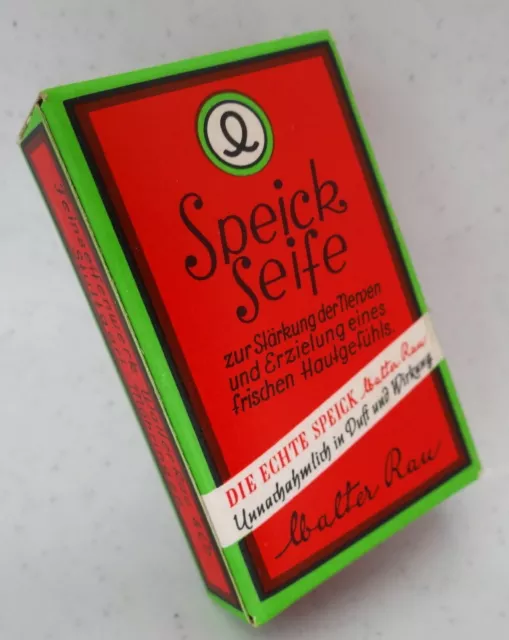 Speick
Seife
zur Stärkung der Nerven
und Erzielung eines
frischen Hautgefühls.
DIE ECHTE SPEICK Walter Rau
Unnachahmlich in Duft und Wirkung
Walter Rau